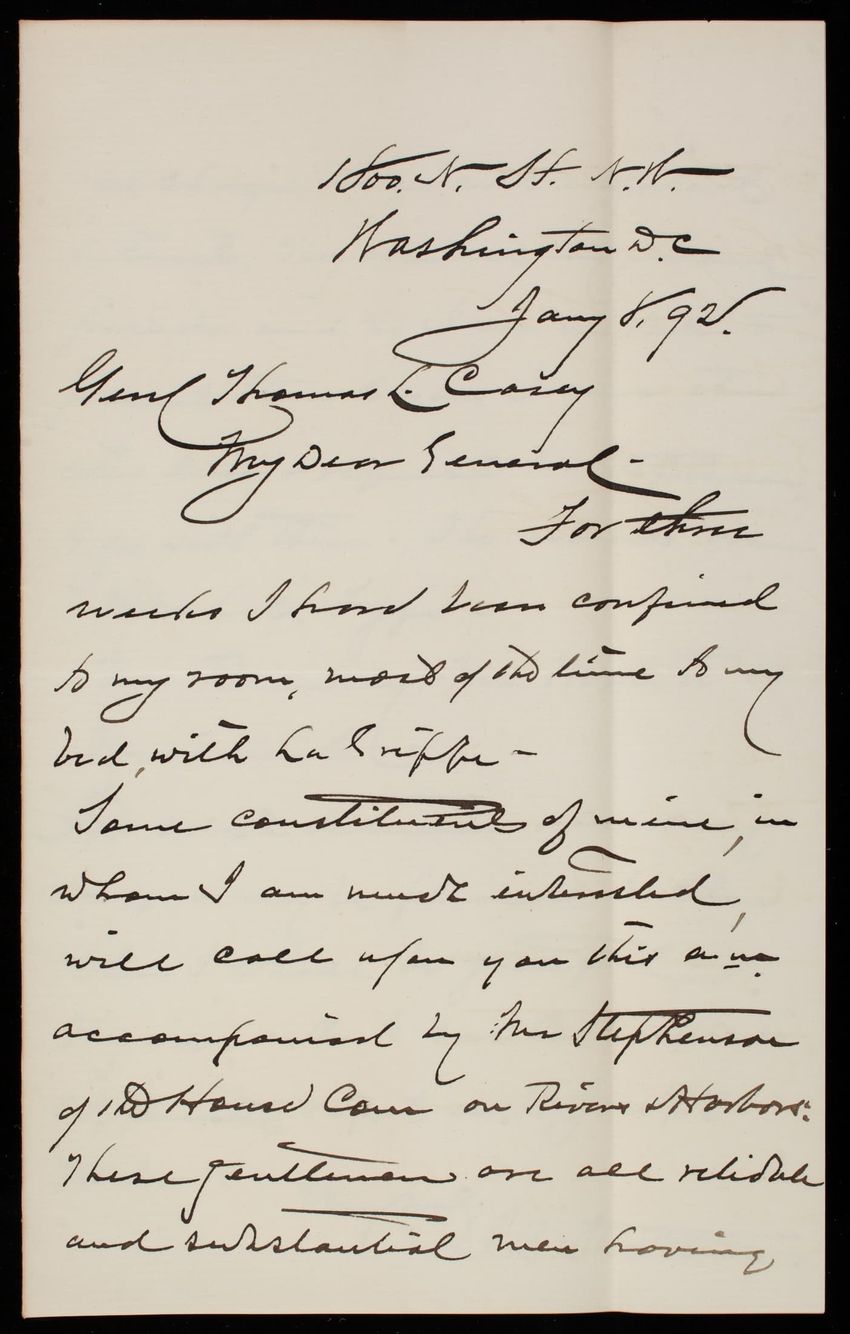 1800. N. St. N.W.
Washington D.C
Jany 8, 92.
Genl Thomas L. Casey
My Dear General -
For three
weeks I have been confined
to my room, most of the time to my
bed, with La Grippe -
Some constituents of mine, in
whom I am much interested,
will call upon you this a.m.
accompanied by Mr Stephenson
of the House Com on Rivers & Harbors.
These gentlemen are all reliable
and substantial men having